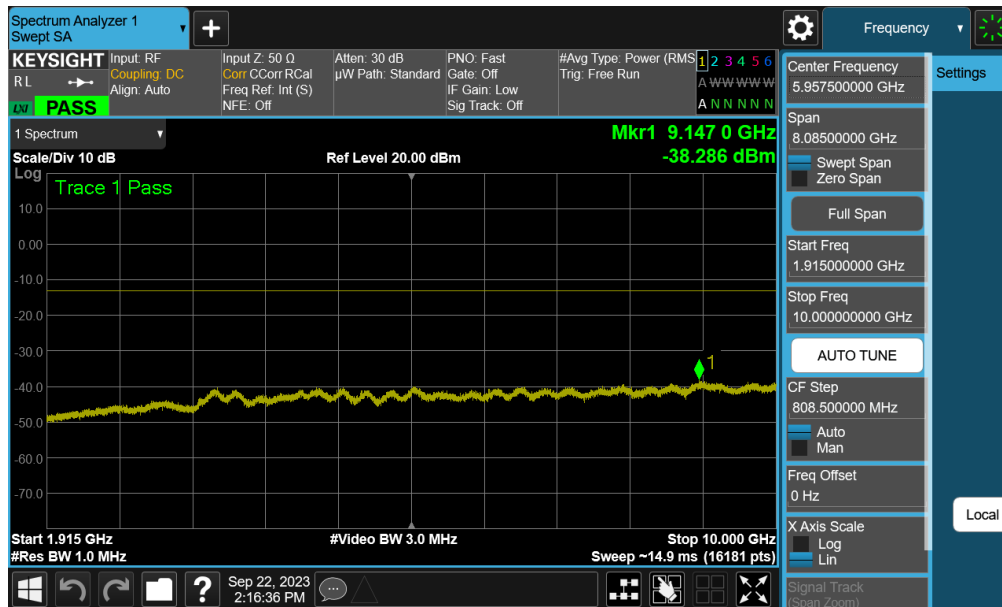 Spectrum Analyzer 1
Swept SA
Frequency
KEYSIGHT
R L
LXI PASS
Input: RF
Coupling: DC
Align: Auto
Input Z: 50 Ω
Corr CCorr RCal
Freq Ref: Int (S)
NFE: Off
Atten: 30 dB
µW Path: Standard
PNO: Fast
Gate: Off
IF Gain: Low
Sig Track: Off
#Avg Type: Power (RMS
Trig: Free Run
1 2 3 4 5 6
A W W W W W
A N N N N N
1 Spectrum
Scale/Div 10 dB
Ref Level 20.00 dBm
Mkr1 9.147 0 GHz
-38.286 dBm
Log
Trace 1 Pass
10.0
0.00
-10.0
-20.0
-30.0
-40.0
-50.0
-60.0
-70.0
1
Start 1.915 GHz
#Video BW 3.0 MHz
Stop 10.000 GHz
#Res BW 1.0 MHz
Sweep ~14.9 ms (16181 pts)
Center Frequency
5.957500000 GHz
Span
8.08500000 GHz
Swept Span
Zero Span
Full Span
Start Freq
1.915000000 GHz
Stop Freq
10.000000000 GHz
AUTO TUNE
CF Step
808.500000 MHz
Auto
Man
Freq Offset
0 Hz
X Axis Scale
Log
Lin
Signal Track
(Span Zoom)
Settings
Local
?
Sep 22, 2023
2:16:36 PM